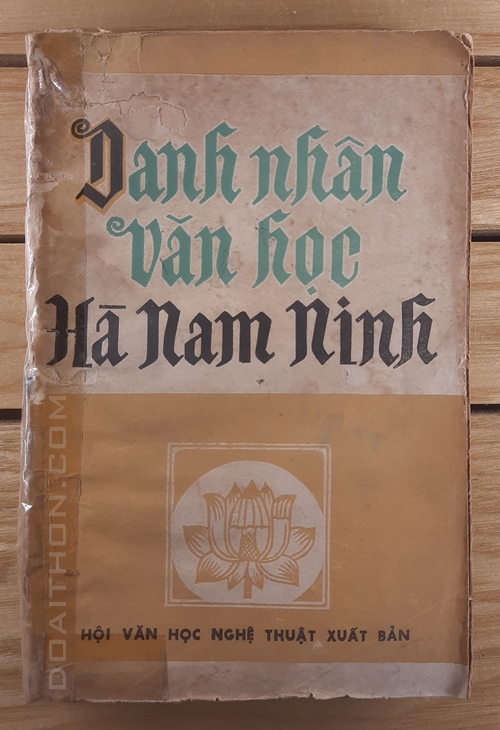 Danh nhân
văn học
Hà Nam Ninh
HỘI VĂN HỌC NGHỆ THUẬT XUẤT BẢN
DOAITHON.COM